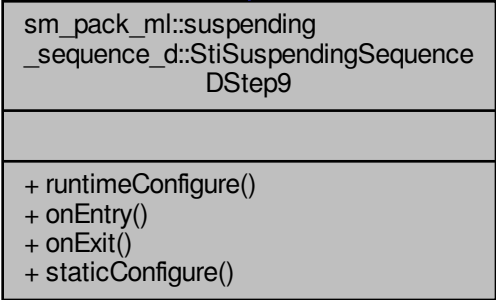 sm_pack_ml::suspending
_sequence_d::StiSuspendingSequence
DStep9
+ runtimeConfigure()
+ onEntry()
+ onExit()
+ staticConfigure()